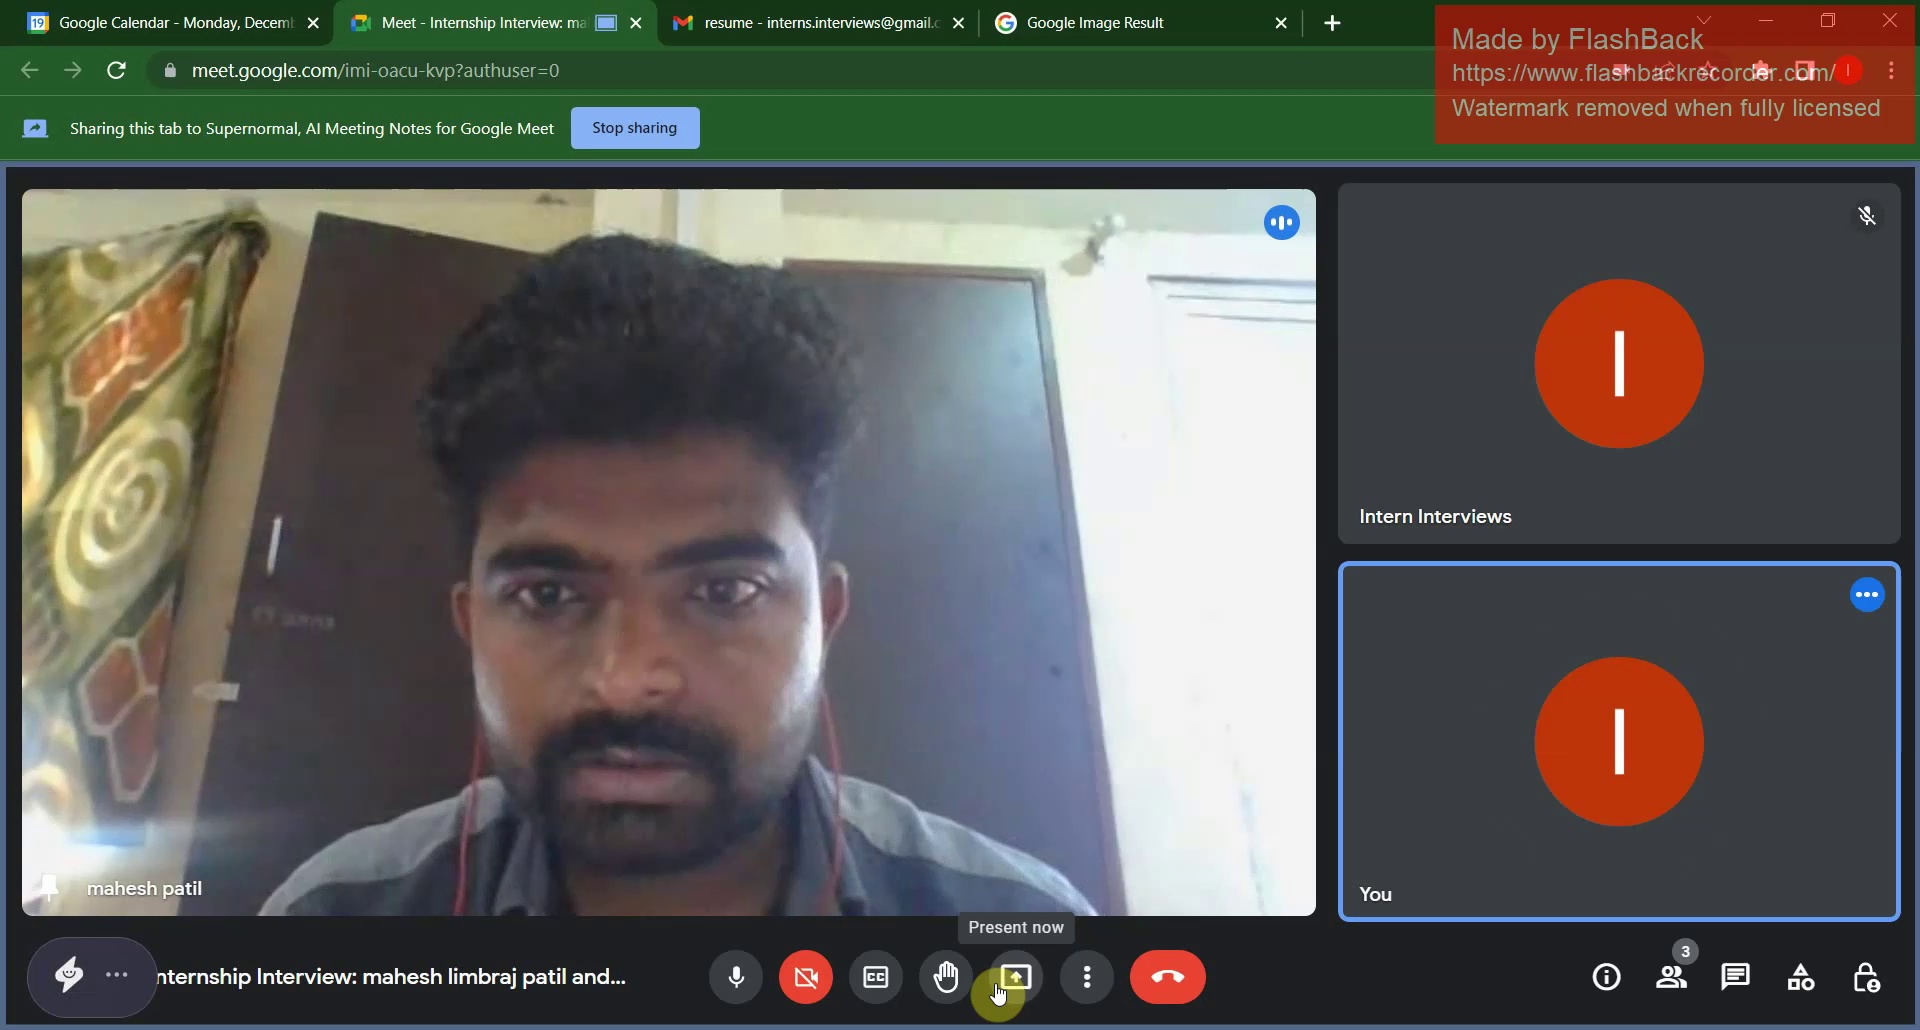 19
Google Calendar - Monday, Decem
Meet - Internship Interview: ma
resume - interns.interviews@gmail.c
Google Image Result
meet.google.com/imi-oacu-kvp?authuser=0
Made by FlashBack
https://www.flashbackrecorder.com/
Watermark removed when fully licensed
Sharing this tab to Supernormal, AI Meeting Notes for Google Meet
Stop sharing
I
Intern Interviews
I
You
mahesh patil
Present now
nternship Interview: mahesh limbraj patil and...
CC
3